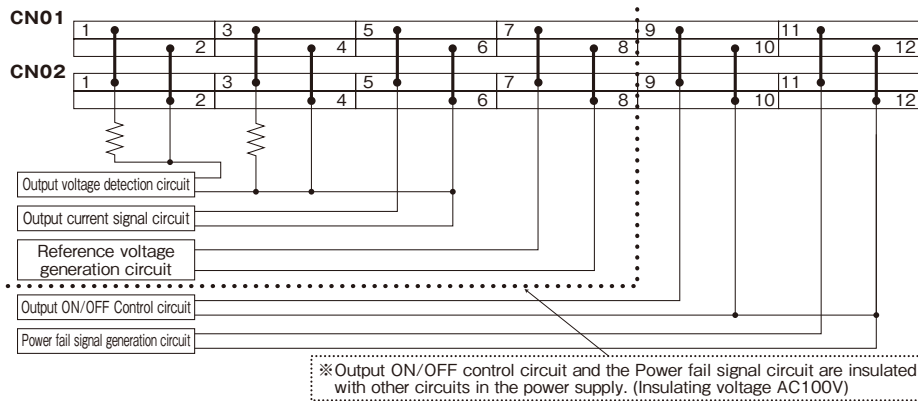 CN01
1 3 5 7 9 11
2 4 6 8 10 12
CN02
1 3 5 7 9 11
2 4 6 8 10 12
Output voltage detection circuit
Output current signal circuit
Reference voltage
generation circuit
Output ON/OFF Control circuit
Power fail signal generation circuit
※Output ON/OFF control circuit and the Power fail signal circuit are insulated
with other circuits in the power supply. (Insulating voltage AC100V)